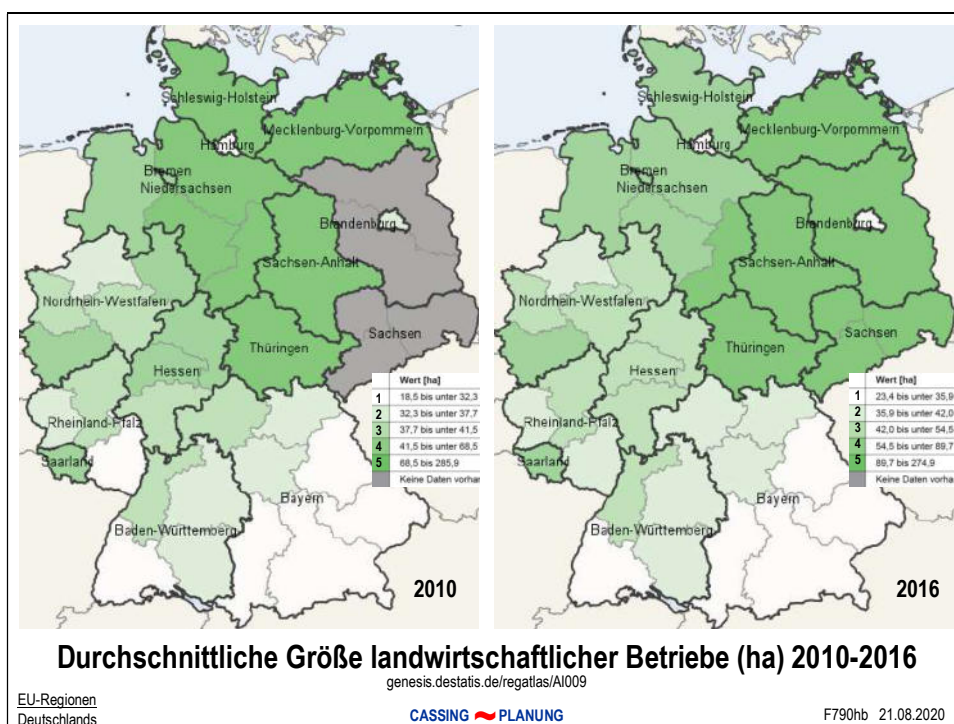 Schleswig-Holstein
Mecklenburg-Vorpommern
Hamburg
Bremen
Niedersachsen
Brandenburg
Sachsen-Anhalt
Nordrhein-Westfalen
Sachsen
Thüringen
Hessen
Rheinland-Pfalz
Saarland
Bayern
Baden-Württemberg
Wert [ha]
1 18,5 bis unter 32,3
2 32,3 bis unter 37,7
3 37,7 bis unter 41,5
4 41,5 bis unter 68,5
5 68,5 bis 285,9
Keine Daten vorhar
2010
Schleswig-Holstein
Mecklenburg-Vorpommern
Hamburg
Bremen
Niedersachsen
Brandenburg
Sachsen-Anhalt
Nordrhein-Westfalen
Sachsen
Thüringen
Hessen
Rheinland-Pfalz
Saarland
Bayern
Baden-Württemberg
Wert [ha]
1 23,4 bis unter 35,9
2 35,9 bis unter 42,0
3 42,0 bis unter 54,5
4 54,5 bis unter 89,7
5 89,7 bis 274,9
Keine Daten vorhar
2016
Durchschnittliche Größe landwirtschaftlicher Betriebe (ha) 2010-2016
genesis.destatis.de/regatlas/AI009
EU-Regionen
Deutschlands
CASSING PLANUNG
F790hb 21.08.2020